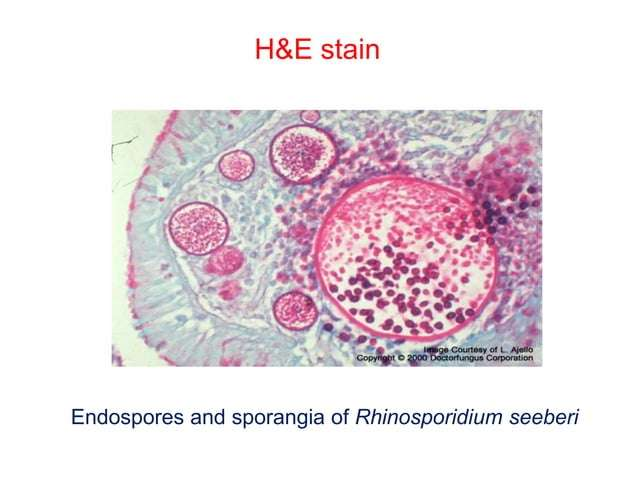 H&E stain
Image Courtesy of L. Ajello
Copyright © 2000 Doctorfungus Corporation
Endospores and sporangia of Rhinosporidium seeberi